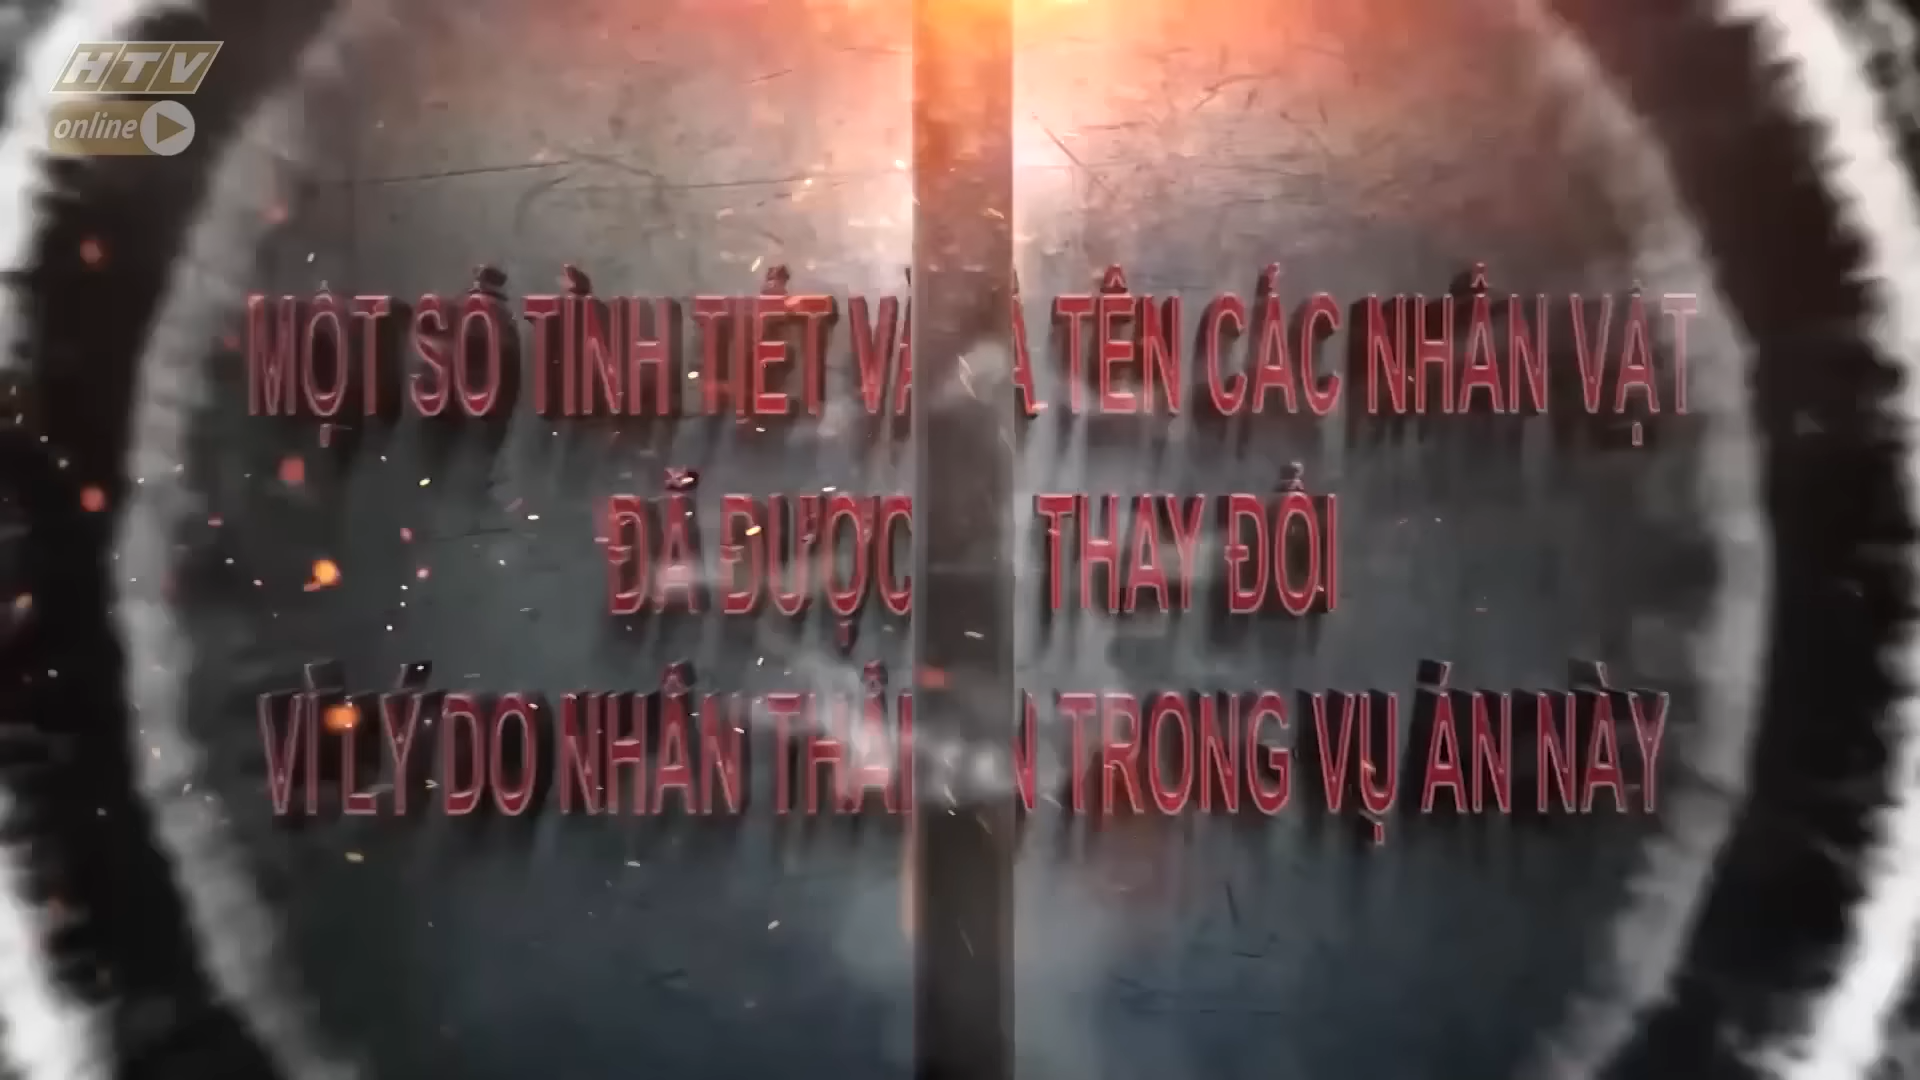 HTV
online
MỘT SỐ TÌNH TIẾT VÀ TÊN CÁC NHÂN VẬT
ĐÃ ĐƯỢC THAY ĐỔI
VÌ LÝ DO NHÂN THÂN TRONG VỤ ÁN NÀY